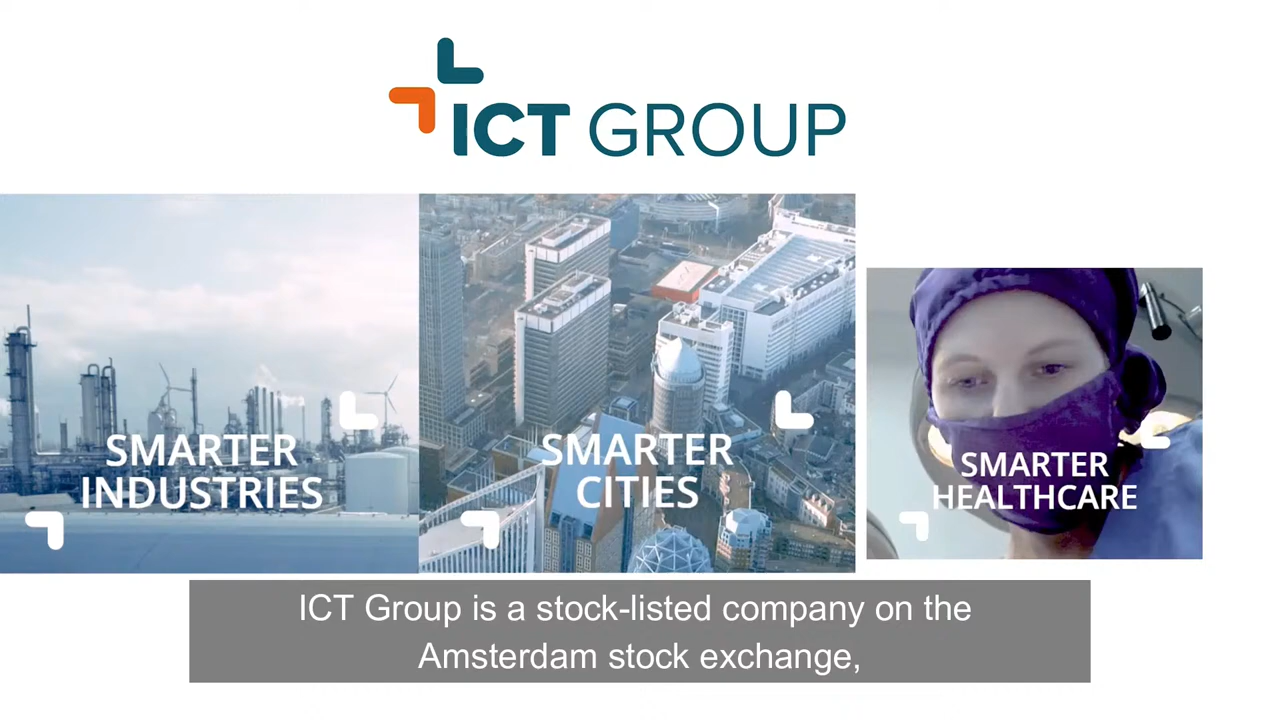 ICT GROUP
SMARTER
INDUSTRIES
SMARTER
CITIES
SMARTER
HEALTHCARE
ICT Group is a stock-listed company on the
Amsterdam stock exchange,